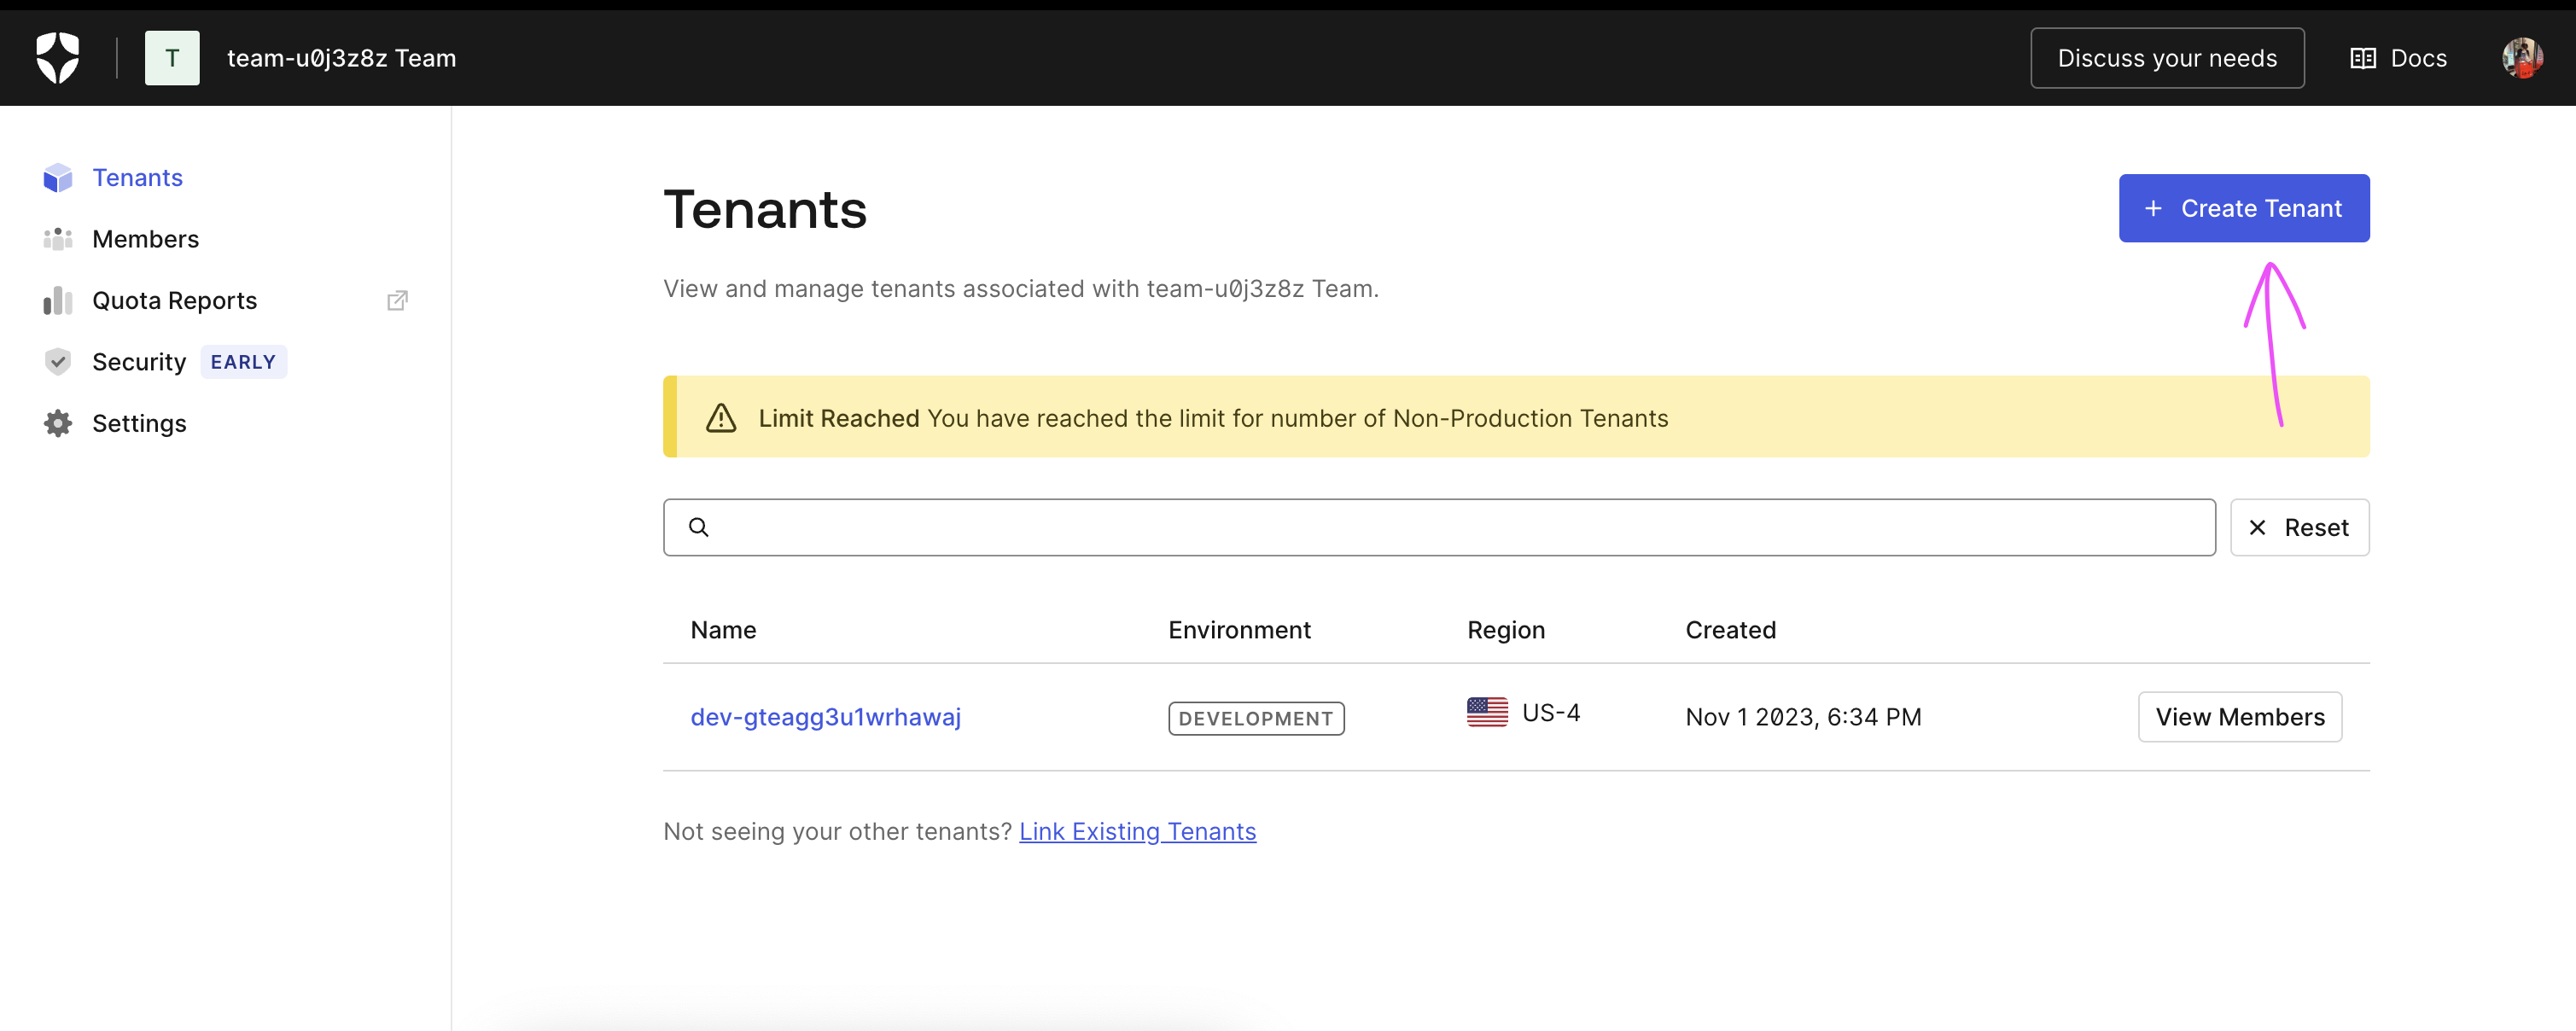 T
team-u0j3z8z Team
Discuss your needs
Docs
Tenants
Members
Quota Reports
Security EARLY
Settings
Tenants
+ Create Tenant
View and manage tenants associated with team-u0j3z8z Team.
Limit Reached You have reached the limit for number of Non-Production Tenants
Reset
Name Environment Region Created
dev-gteagg3u1wrhawaj DEVELOPMENT US-4 Nov 1 2023, 6:34 PM View Members
Not seeing your other tenants? Link Existing Tenants